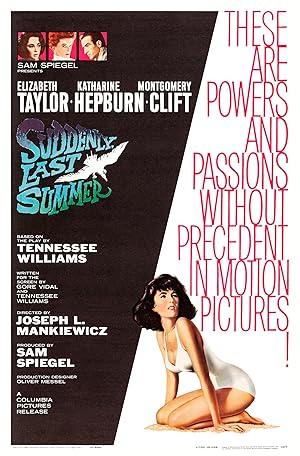 SAM SPIEGEL
PRESENTS
ELIZABETH KATHARINE MONTGOMERY
TAYLOR · HEPBURN · CLIFT
SUDDENLY,
LAST
SUMMER
BASED ON
THE PLAY BY
TENNESSEE
WILLIAMS
WRITTEN
FOR THE
SCREEN BY
GORE VIDAL
AND
TENNESSEE
WILLIAMS
DIRECTED BY
JOSEPH L.
MANKIEWICZ
PRODUCED BY
SAM
SPIEGEL
PRODUCTION DESIGNER
OLIVER MESSEL
A
COLUMBIA
PICTURES
RELEASE
THESE
ARE
POWERS
AND
PASSIONS
WITHOUT
PRECEDENT
IN MOTION
PICTURES
!